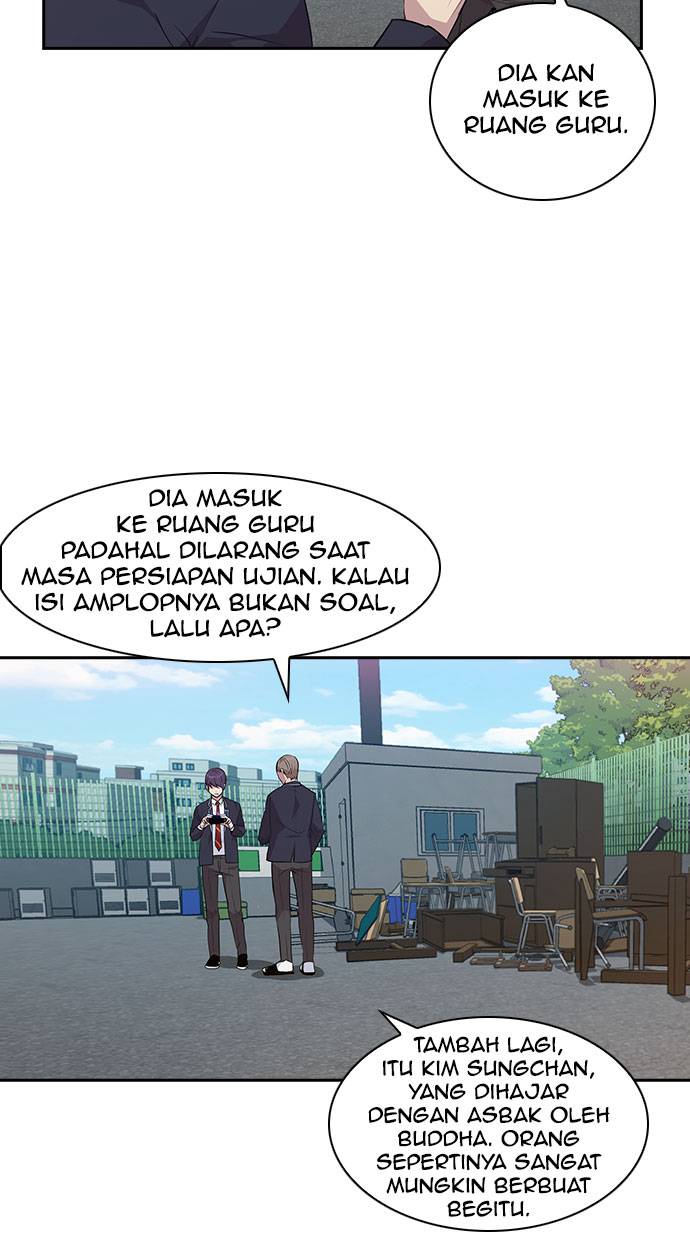 DIA KAN
MASUK KE
RUANG GURU.
DIA MASUK
KE RUANG GURU
PADAHAL DILARANG SAAT
MASA PERSIAPAN UJIAN. KALAU
ISI AMPLOPNYA BUKAN SOAL,
LALU APA?
TAMBAH LAGI,
ITU KIM SUNGCHAN,
YANG DIHAJAR
DENGAN ASBAK OLEH
BUDDHA. ORANG
SEPERTINYA SANGAT
MUNGKIN BERBUAT
BEGITU.